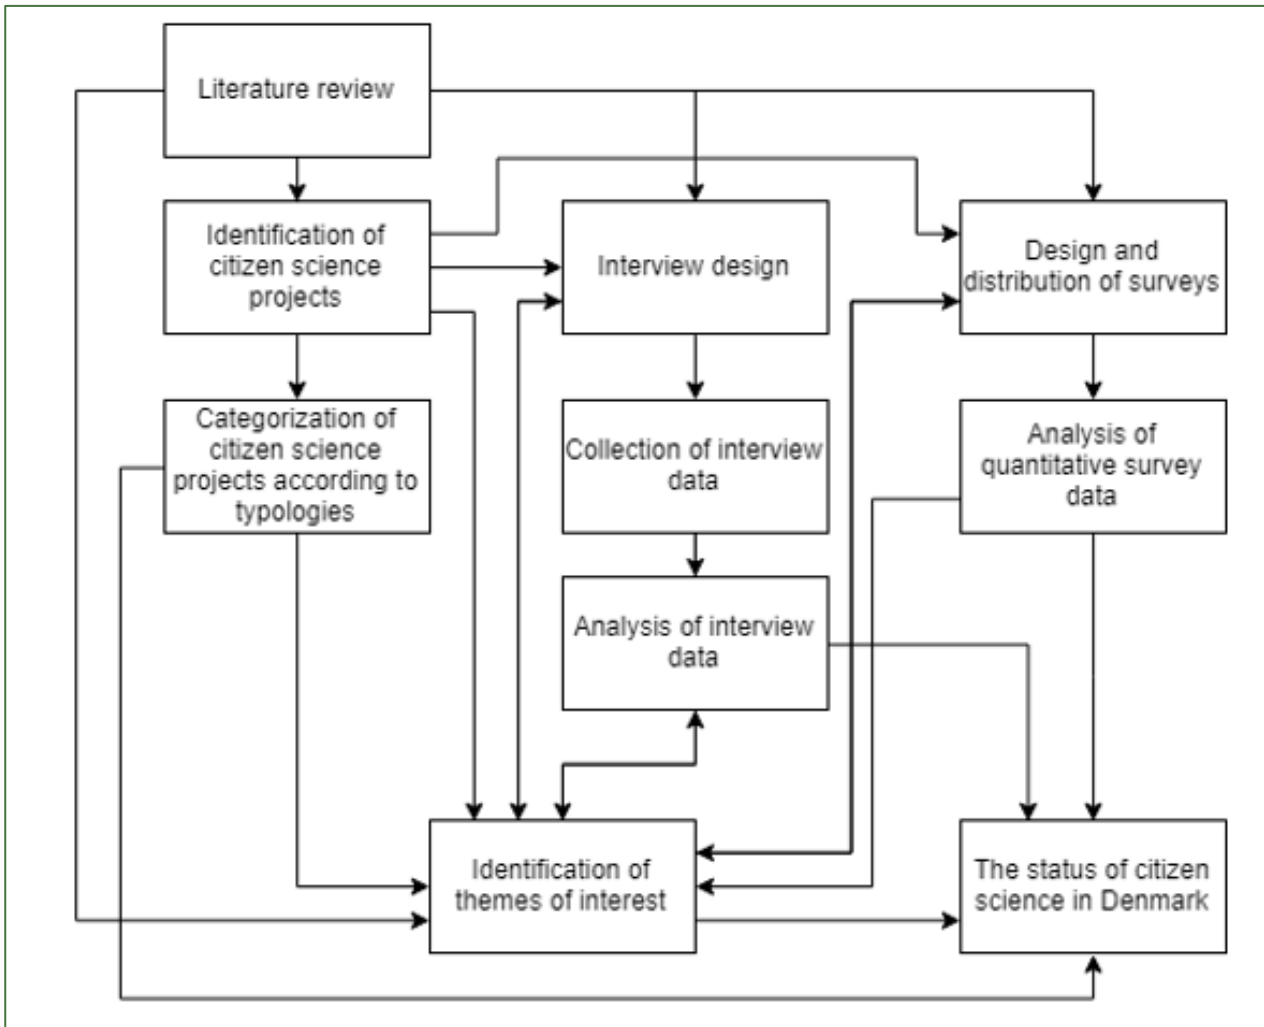 Literature review
Identification of
citizen science
projects
Interview design
Design and
distribution of surveys
Categorization of
citizen science
projects according to
typologies
Collection of interview
data
Analysis of
quantitative survey
data
Analysis of interview
data
Identification of
themes of interest
The status of citizen
science in Denmark